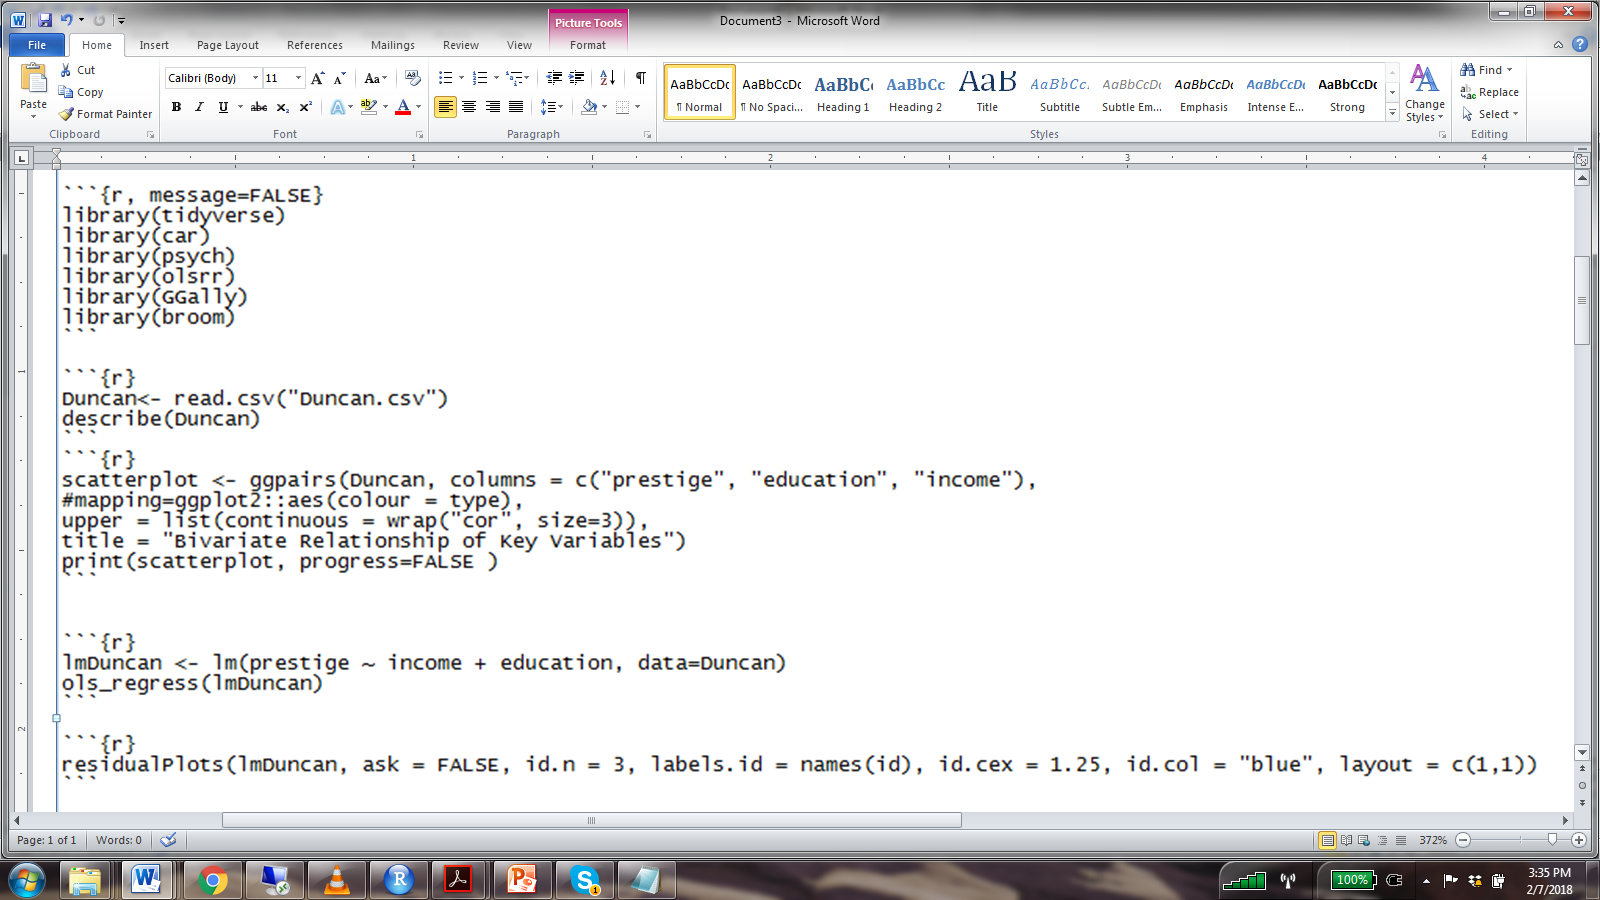 Document3 - Microsoft Word
Picture Tools
File Home Insert Page Layout References Mailings Review View Format
Paste
Cut
Copy
Format Painter
Clipboard
Calibri (Body) 11
Font
Paragraph
AaBbCcDc AaBbCcDc AaBbC AaBbCc AaB AaBbCc. AaBbCcDc AaBbCcDc AaBbCcDc AaBbCcDc
¶ Normal ¶ No Spaci... Heading 1 Heading 2 Title Subtitle Subtle Em... Emphasis Intense E... Strong
Change Styles
Styles
Find
Replace
Select
Editing
1 2 3 4
```{r, message=FALSE}
library(tidyverse)
library(car)
library(psych)
library(olsrr)
library(GGally)
library(broom)
```
```{r}
Duncan<- read.csv("Duncan.csv")
describe(Duncan)
```
```{r}
scatterplot <- ggpairs(Duncan, columns = c("prestige", "education", "income"),
#mapping=ggplot2::aes(colour = type),
upper = list(continuous = wrap("cor", size=3)),
title = "Bivariate Relationship of Key Variables")
print(scatterplot, progress=FALSE )
```
```{r}
lmDuncan <- lm(prestige ~ income + education, data=Duncan)
ols_regress(lmDuncan)
```
```{r}
residualPlots(lmDuncan, ask = FALSE, id.n = 3, labels.id = names(id), id.cex = 1.25, id.col = "blue", layout = c(1,1))
```
Page: 1 of 1 Words: 0 372%
100%
3:35 PM
2/7/2018